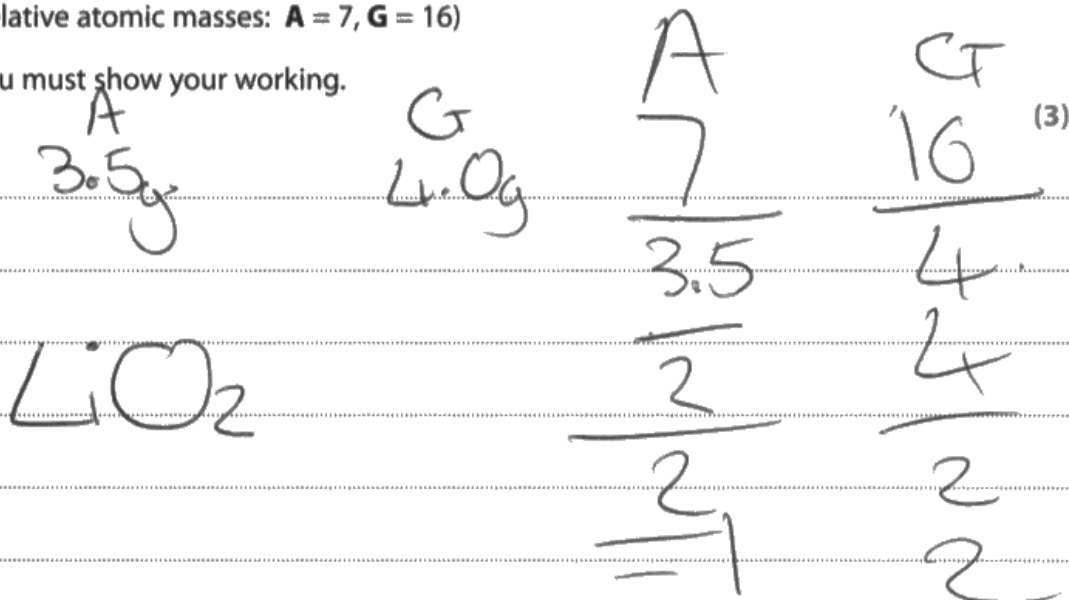 lative atomic masses: A = 7, G = 16)
u must show your working.
(3)
A G
3.5g 4.0g
A G
7 16
3.5 4
2 4
2 2
= 1 2
LiO2